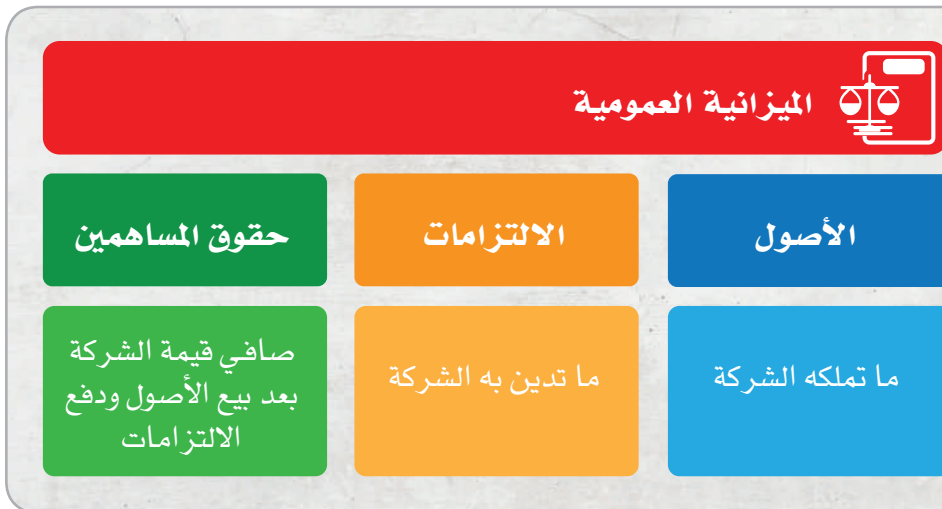 الميزانية العمومية
الأصول
الالتزامات
حقوق المساهمين
ما تملكه الشركة
ما تدين به الشركة
صافي قيمة الشركة
بعد بيع الأصول ودفع
الالتزامات